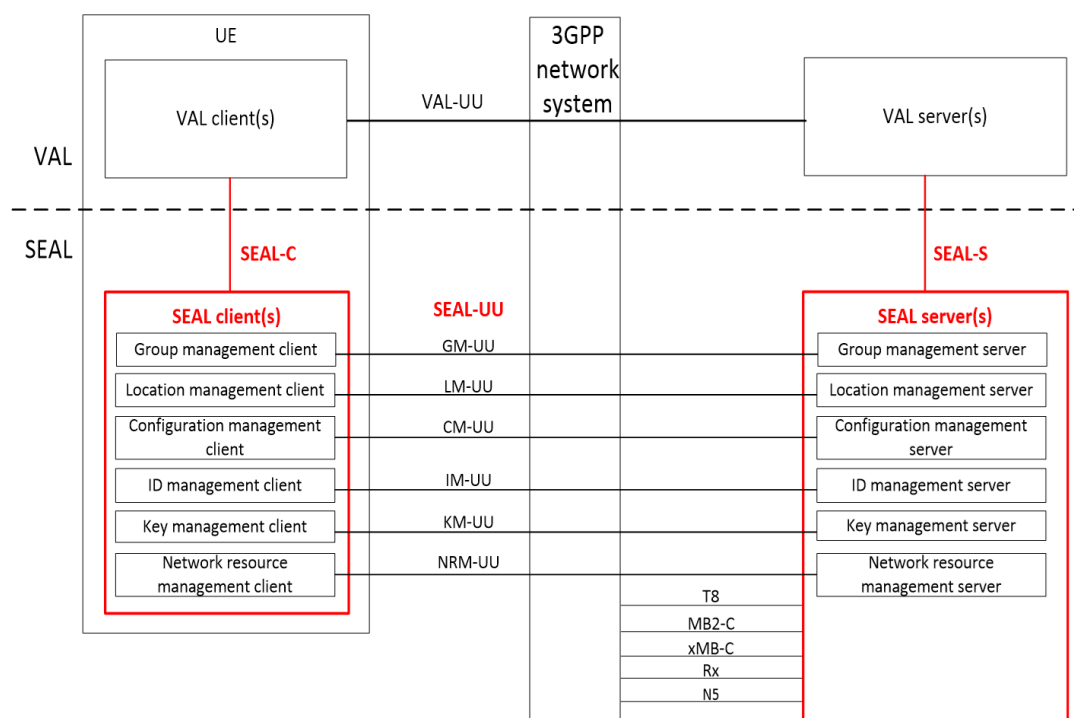 UE
3GPP
network
system
VAL client(s)
VAL-UU
VAL server(s)
VAL
SEAL
SEAL-C
SEAL-S
SEAL client(s)
SEAL-UU
SEAL server(s)
Group management client
GM-UU
Group management server
Location management client
LM-UU
Location management server
Configuration management
client
CM-UU
Configuration management
server
ID management client
IM-UU
ID management server
Key management client
KM-UU
Key management server
Network resource
management client
NRM-UU
Network resource
management server
T8
MB2-C
xMB-C
Rx
N5